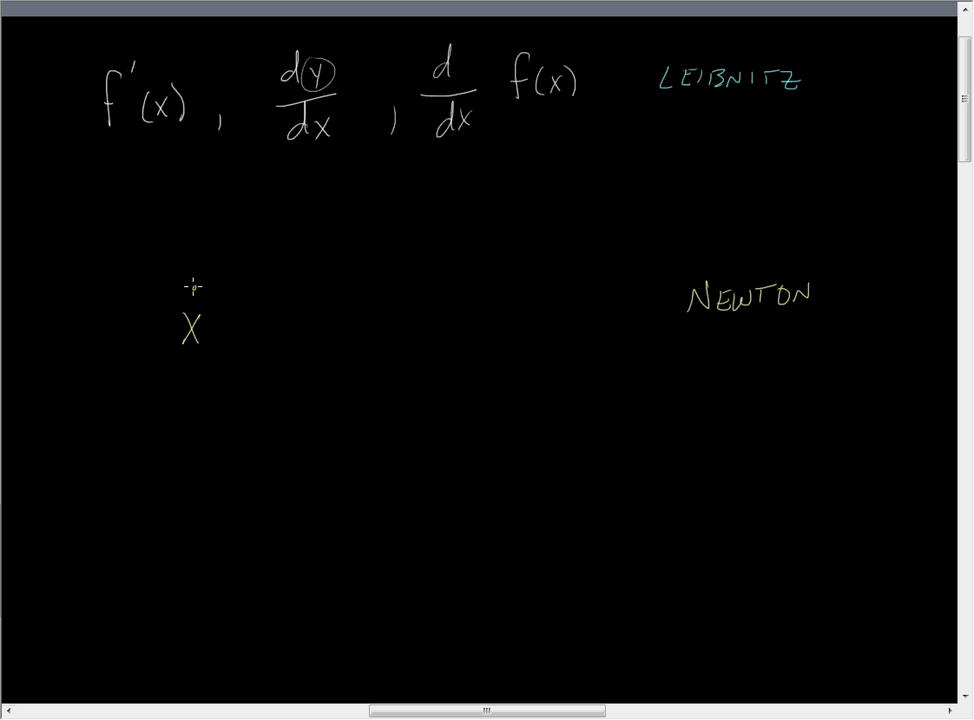 f'(x), dy/dx, d/dx f(x) LEIBNITZ
Ẋ NEWTON